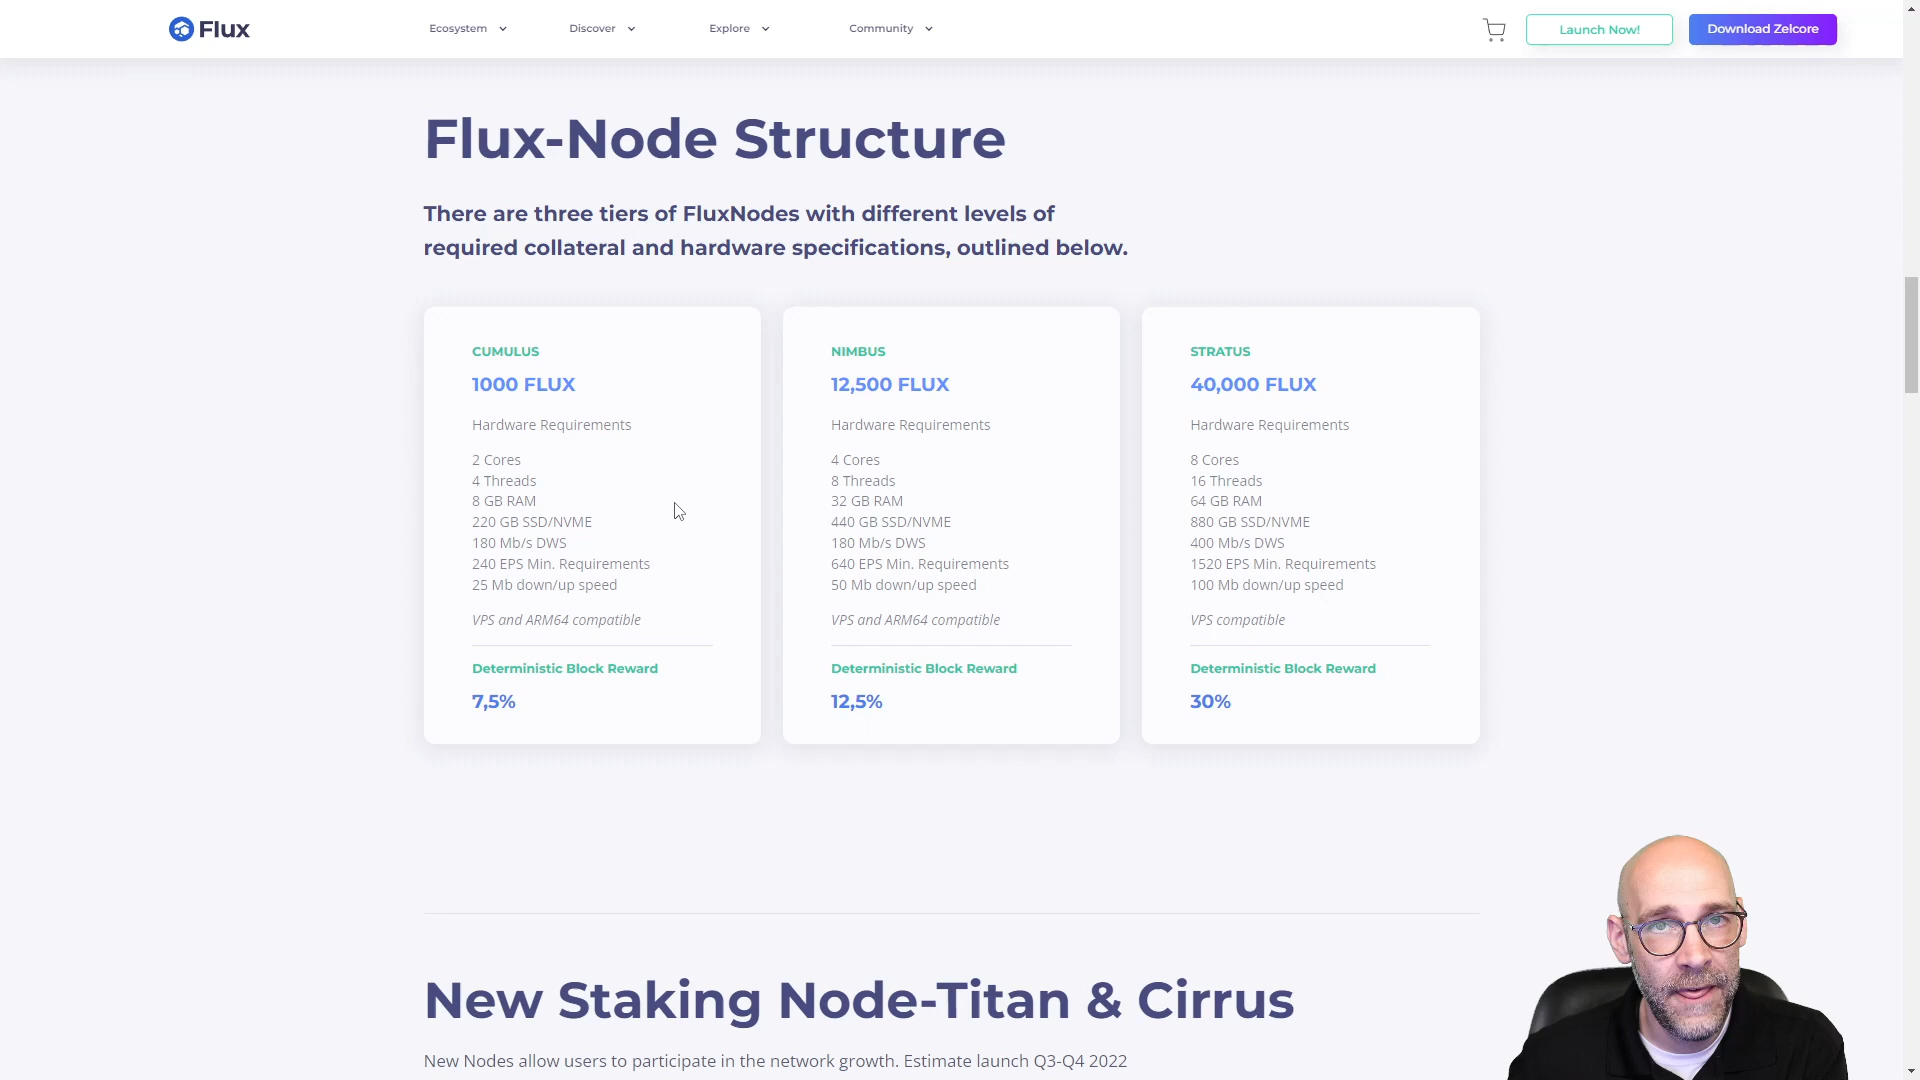 Flux
Ecosystem
Discover
Explore
Community
Launch Now!
Download Zelcore
Flux-Node Structure
There are three tiers of FluxNodes with different levels of
required collateral and hardware specifications, outlined below.
CUMULUS
1000 FLUX
Hardware Requirements
2 Cores
4 Threads
8 GB RAM
220 GB SSD/NVME
180 Mb/s DWS
240 EPS Min. Requirements
25 Mb down/up speed
VPS and ARM64 compatible
Deterministic Block Reward
7,5%
NIMBUS
12,500 FLUX
Hardware Requirements
4 Cores
8 Threads
32 GB RAM
440 GB SSD/NVME
180 Mb/s DWS
640 EPS Min. Requirements
50 Mb down/up speed
VPS and ARM64 compatible
Deterministic Block Reward
12,5%
STRATUS
40,000 FLUX
Hardware Requirements
8 Cores
16 Threads
64 GB RAM
880 GB SSD/NVME
400 Mb/s DWS
1520 EPS Min. Requirements
100 Mb down/up speed
VPS compatible
Deterministic Block Reward
30%
New Staking Node-Titan & Cirrus
New Nodes allow users to participate in the network growth. Estimate launch Q3-Q4 2022